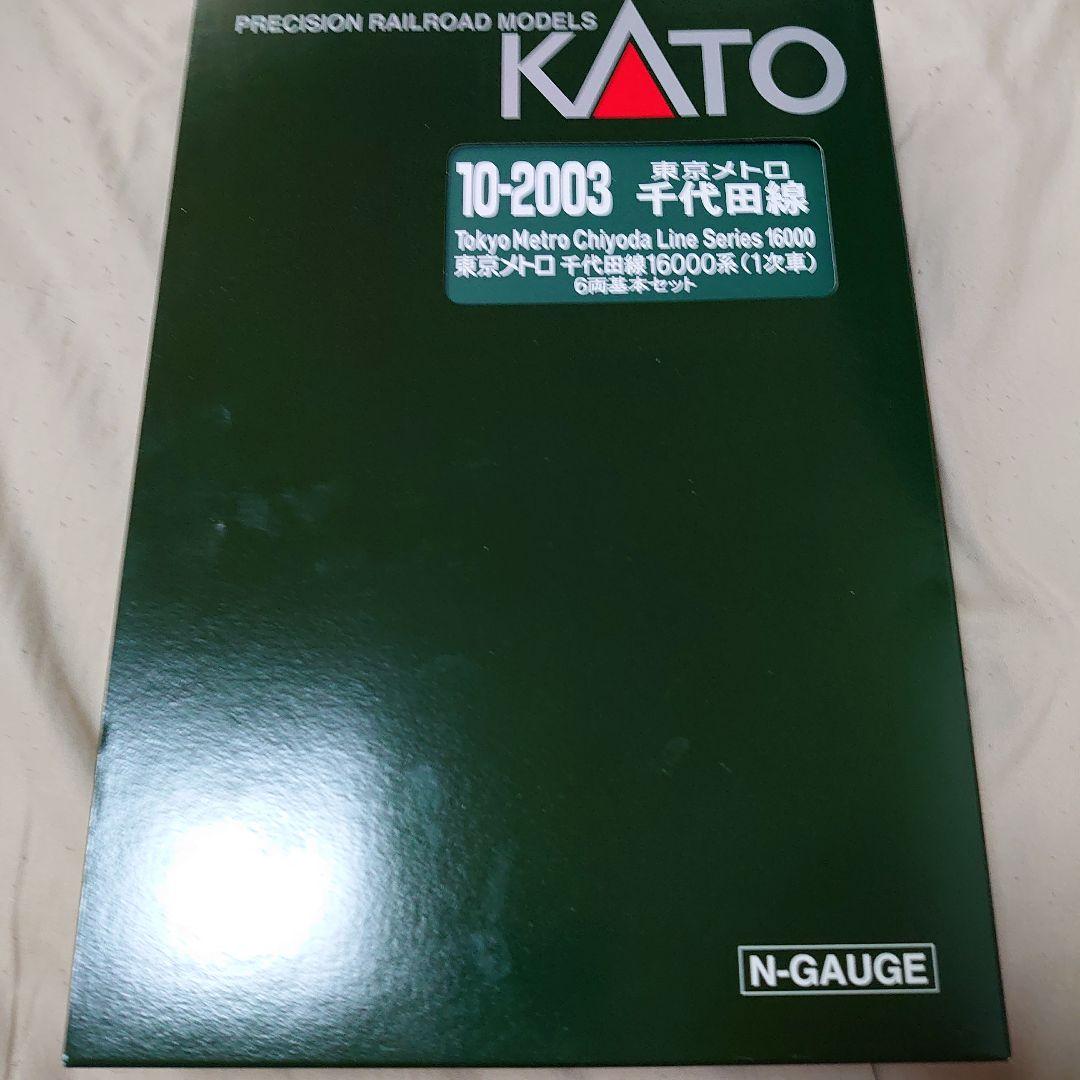 PRECISION RAILROAD MODELS
KATO
10-2003
東京メトロ
千代田線
Tokyo Metro Chiyoda Line Series 16000
東京メトロ 千代田線16000系(1次車)
6両基本セット
N-GAUGE